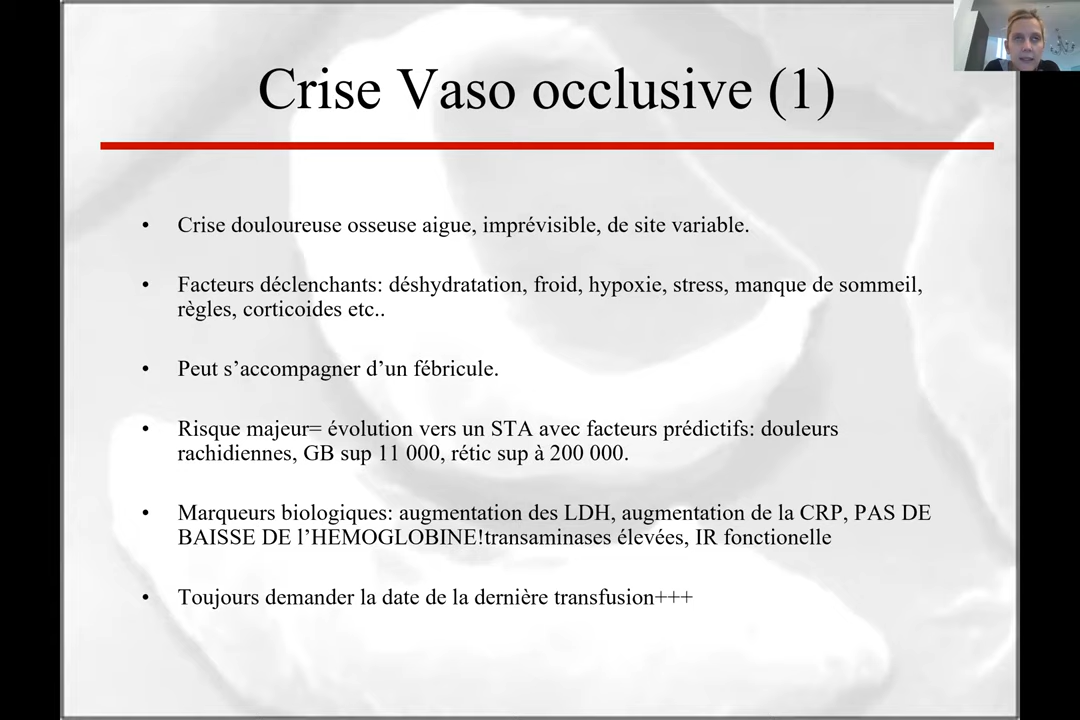 Crise Vaso occlusive (1)
• Crise douloureuse osseuse aigue, imprévisible, de site variable.
• Facteurs déclenchants: déshydratation, froid, hypoxie, stress, manque de sommeil,
règles, corticoides etc..
• Peut s’accompagner d’un fébricule.
• Risque majeur= évolution vers un STA avec facteurs prédictifs: douleurs
rachidiennes, GB sup 11 000, rétic sup à 200 000.
• Marqueurs biologiques: augmentation des LDH, augmentation de la CRP, PAS DE
BAISSE DE l’HEMOGLOBINE!transaminases élevées, IR fonctionelle
• Toujours demander la date de la dernière transfusion+++